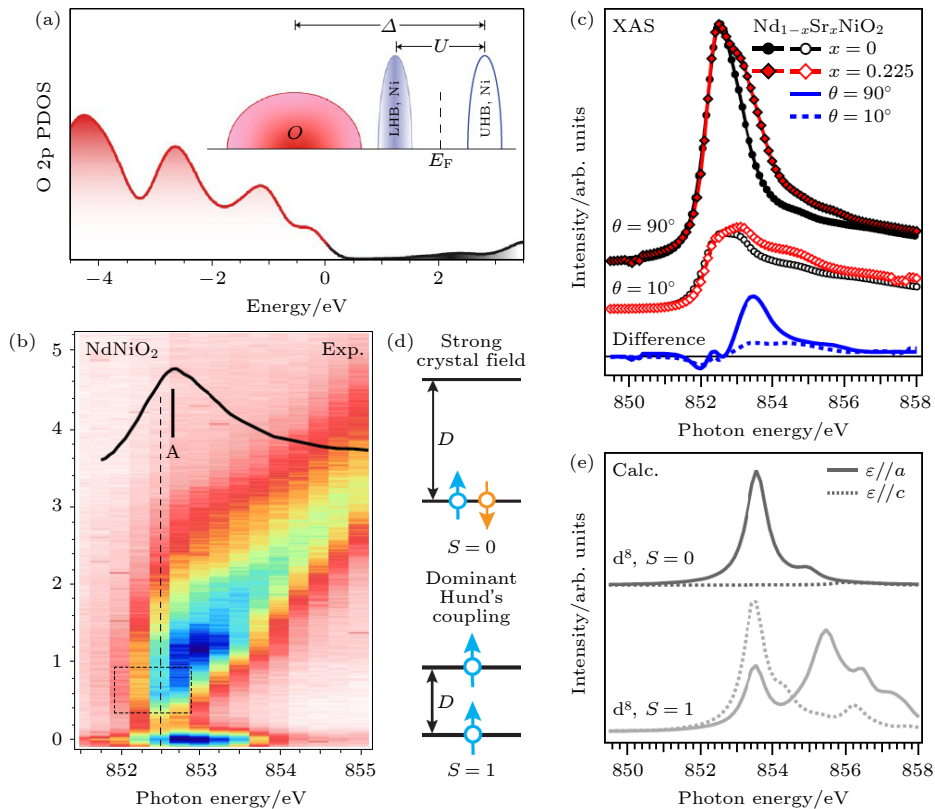 (a)
Δ
U
O
LHB, Ni
UHB, Ni
E_F
O 2p PDOS
−4
−2
0
2
Energy/eV
(b)
NdNiO₂
Exp.
A
5
4
3
2
1
0
852
853
854
855
Photon energy/eV
(d)
Strong
crystal field
D
S = 0
Dominant
Hund's
coupling
D
S = 1
(c)
XAS
Nd₁₋ₓSrₓNiO₂
x = 0
x = 0.225
θ = 90°
θ = 10°
θ = 90°
θ = 10°
Difference
Intensity/arb. units
850
852
854
856
858
Photon energy/eV
(e)
Calc.
ε//a
ε//c
d⁸, S = 0
d⁸, S = 1
Intensity/arb. units
850
852
854
856
858
Photon energy/eV